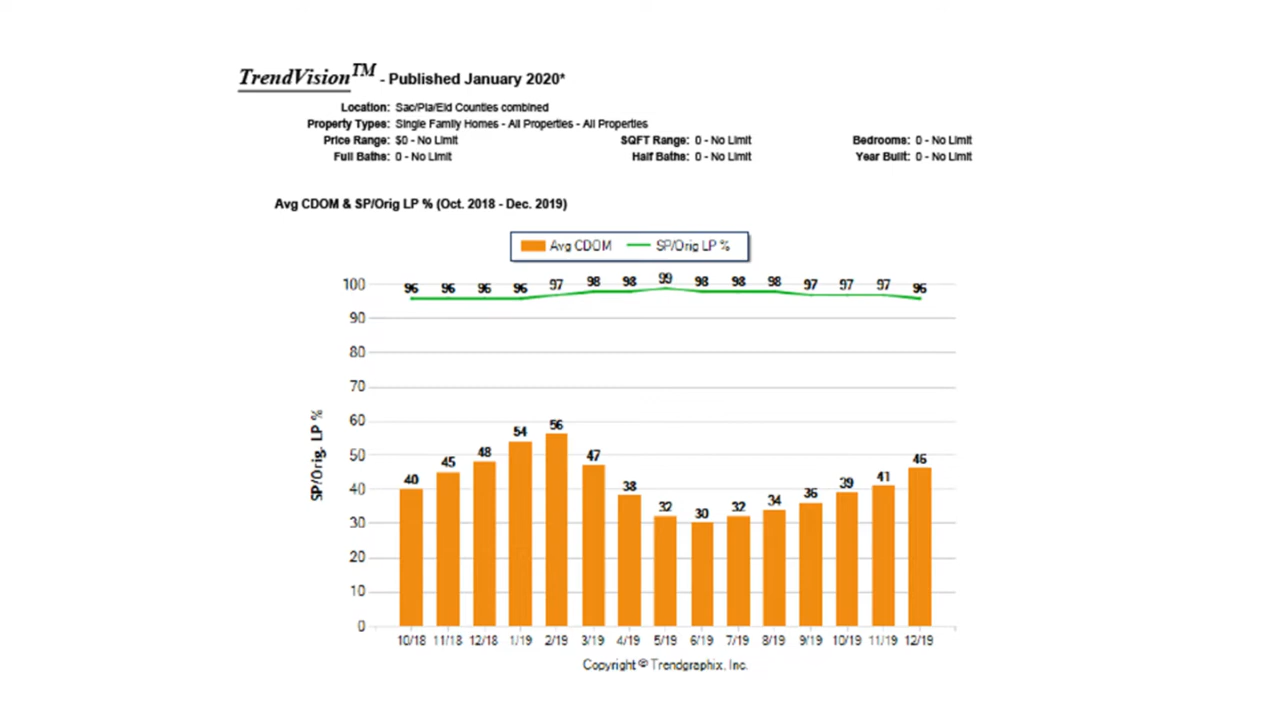 TrendVision™ - Published January 2020*
Location: Sac/Pla/Eld Counties combined
Property Types: Single Family Homes - All Properties - All Properties
Price Range: $0 - No Limit SQFT Range: 0 - No Limit Bedrooms: 0 - No Limit
Full Baths: 0 - No Limit Half Baths: 0 - No Limit Year Built: 0 - No Limit
Avg CDOM & SP/Orig LP % (Oct. 2018 - Dec. 2019)
Avg CDOM SP/Orig LP %
100 96 96 96 96 97 98 98 99 98 98 98 97 97 97 96
90
80
70
60
50
40
30
20
10
0
SP/Orig. LP %
40 45 48 54 56 47 38 32 30 32 34 36 39 41 46
10/18 11/18 12/18 1/19 2/19 3/19 4/19 5/19 6/19 7/19 8/19 9/19 10/19 11/19 12/19
Copyright © Trendgraphix, Inc.